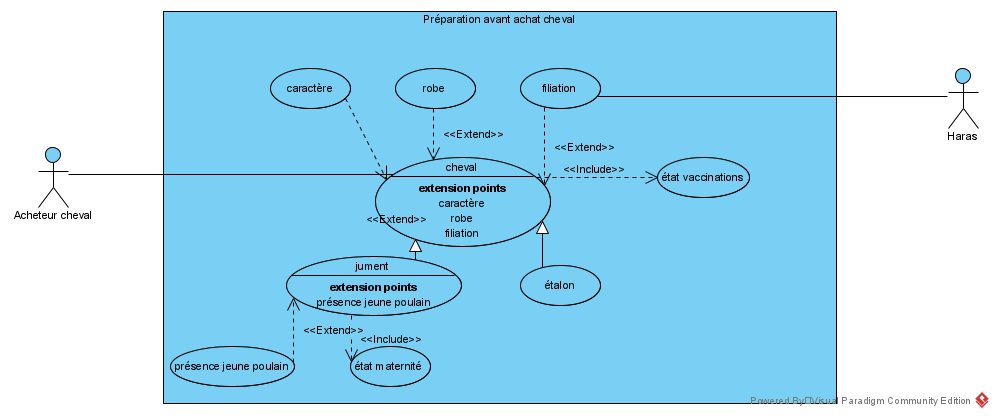 Préparation avant achat cheval
caractère
robe
filiation
Haras
<<Extend>>
<<Extend>>
<<Include>>
état vaccinations
Acheteur cheval
cheval
extension points
caractère
robe
filiation
<<Extend>>
jument
extension points
présence jeune poulain
étalon
<<Extend>>
<<Include>>
présence jeune poulain
état maternité
Powered By Visual Paradigm Community Edition